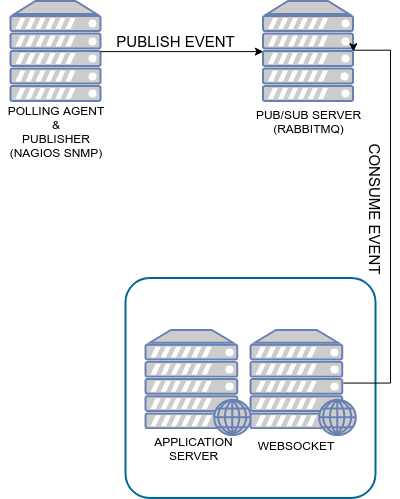 PUBLISH EVENT
POLLING AGENT
&
PUBLISHER
(NAGIOS SNMP)
PUB/SUB SERVER
(RABBITMQ)
CONSUME EVENT
APPLICATION
SERVER
WEBSOCKET